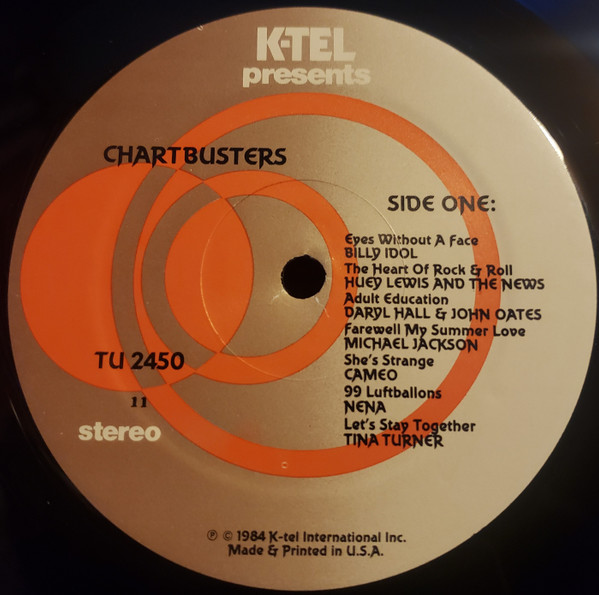 K-TEL
presents
CHARTBUSTERS
SIDE ONE:
Eyes Without A Face
BILLY IDOL
The Heart Of Rock & Roll
HUEY LEWIS AND THE NEWS
Adult Education
DARYL HALL & JOHN OATES
Farewell My Summer Love
MICHAEL JACKSON
She's Strange
CAMEO
99 Luftballons
NENA
Let's Stay Together
TINA TURNER
TU 2450
11
stereo
℗ © 1984 K-tel International Inc.
Made & Printed in U.S.A.